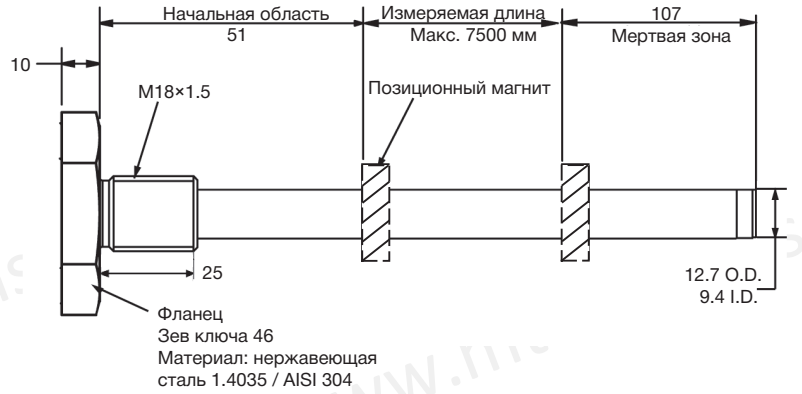 Начальная область
51
Измеряемая длина
Макс. 7500 мм
107
Мертвая зона
10
M18×1.5
Позиционный магнит
25
12.7 O.D.
9.4 I.D.
Фланец
Зев ключа 46
Материал: нержавеющая
сталь 1.4035 / AISI 304